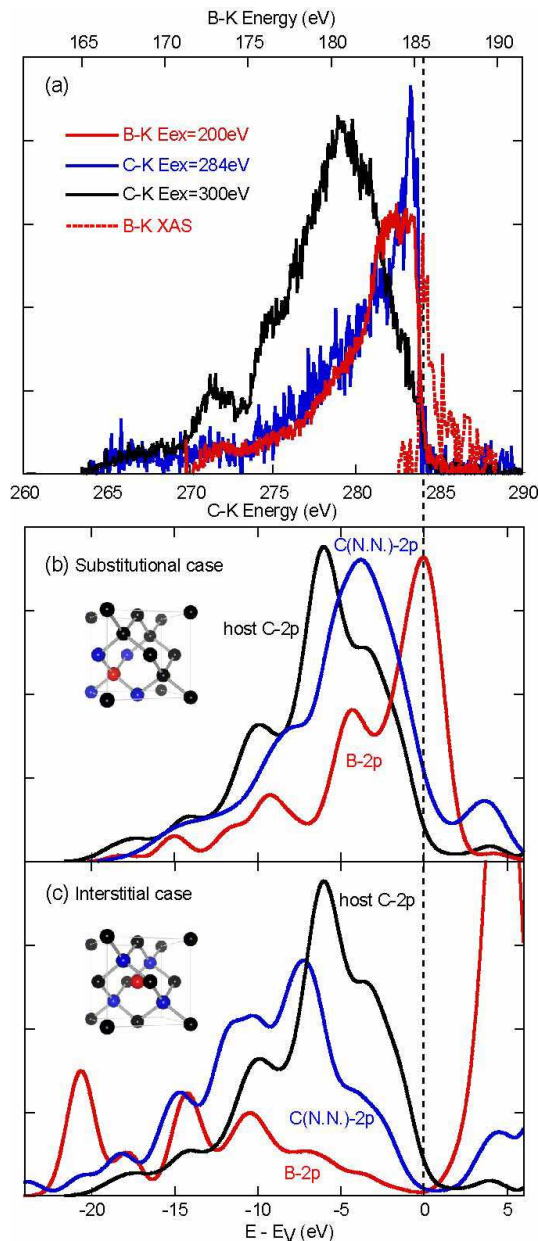 B-K Energy (eV)
165 170 175 180 185 190
(a)
B-K Eex=200eV
C-K Eex=284eV
C-K Eex=300eV
B-K XAS
260 265 270 275 280 285 290
C-K Energy (eV)
(b) Substitutional case
C(N.N.)-2p
host C-2p
B-2p
(c) Interstitial case
host C-2p
C(N.N.)-2p
B-2p
-20 -15 -10 -5 0 5
E - EV (eV)